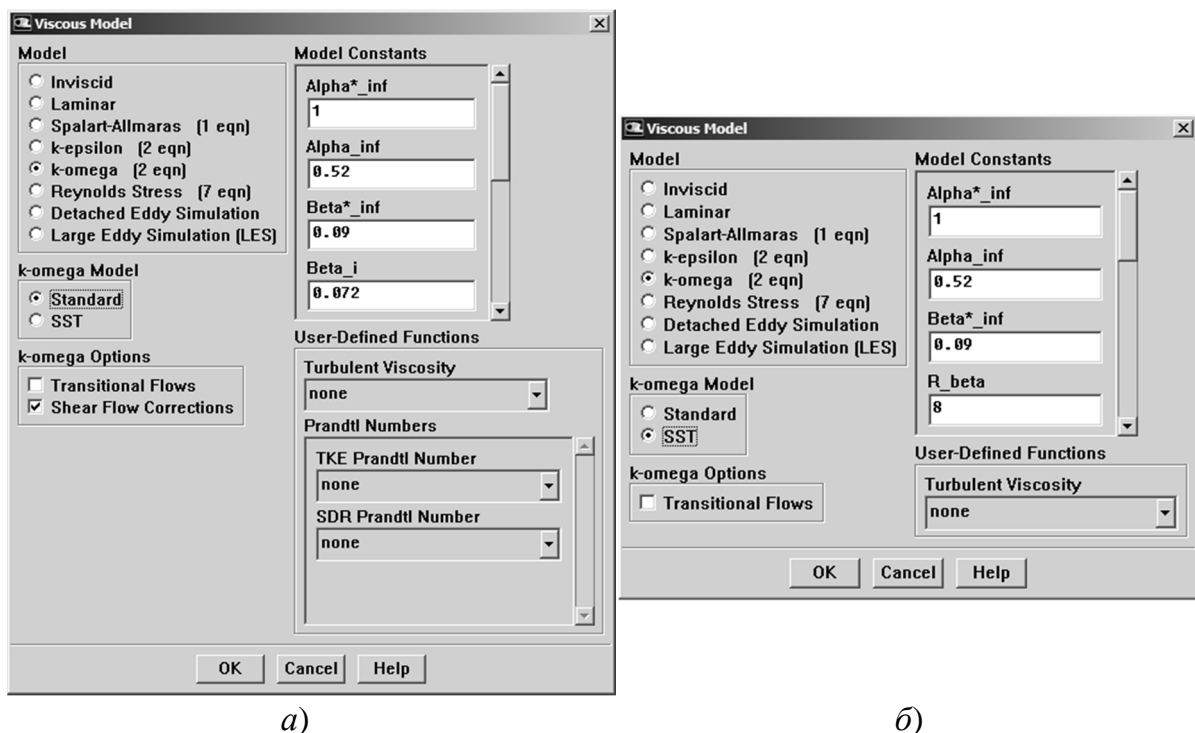 Viscous Model
Model
Inviscid
Laminar
Spalart-Allmaras (1 eqn)
k-epsilon (2 eqn)
k-omega (2 eqn)
Reynolds Stress (7 eqn)
Detached Eddy Simulation
Large Eddy Simulation (LES)
k-omega Model
Standard
SST
k-omega Options
Transitional Flows
Shear Flow Corrections
Model Constants
Alpha*_inf
1
Alpha_inf
0.52
Beta*_inf
0.09
Beta_i
0.072
User-Defined Functions
Turbulent Viscosity
none
Prandtl Numbers
TKE Prandtl Number
none
SDR Prandtl Number
none
OK Cancel Help
а)
Viscous Model
Model
Inviscid
Laminar
Spalart-Allmaras (1 eqn)
k-epsilon (2 eqn)
k-omega (2 eqn)
Reynolds Stress (7 eqn)
Detached Eddy Simulation
Large Eddy Simulation (LES)
k-omega Model
Standard
SST
k-omega Options
Transitional Flows
Model Constants
Alpha*_inf
1
Alpha_inf
0.52
Beta*_inf
0.09
R_beta
8
User-Defined Functions
Turbulent Viscosity
none
OK Cancel Help
б)